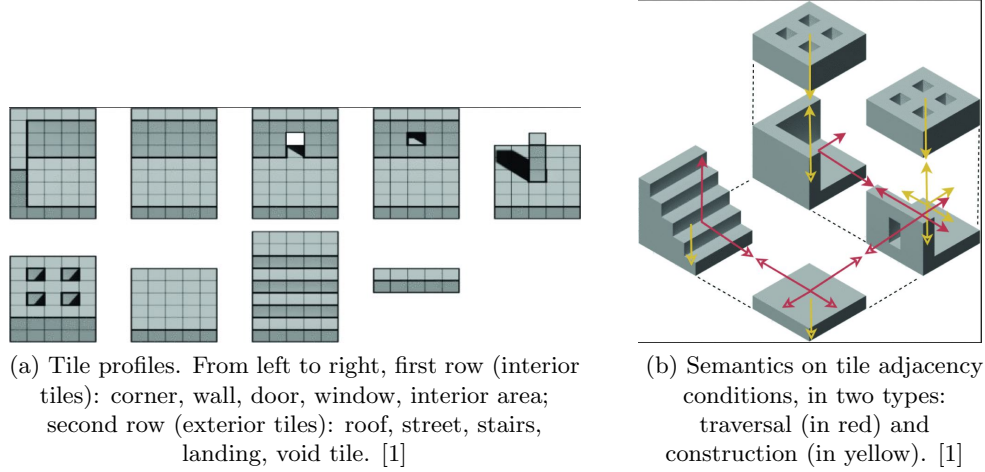 (a) Tile profiles. From left to right, first row (interior
tiles): corner, wall, door, window, interior area;
second row (exterior tiles): roof, street, stairs,
landing, void tile. [1]
(b) Semantics on tile adjacency
conditions, in two types:
traversal (in red) and
construction (in yellow). [1]